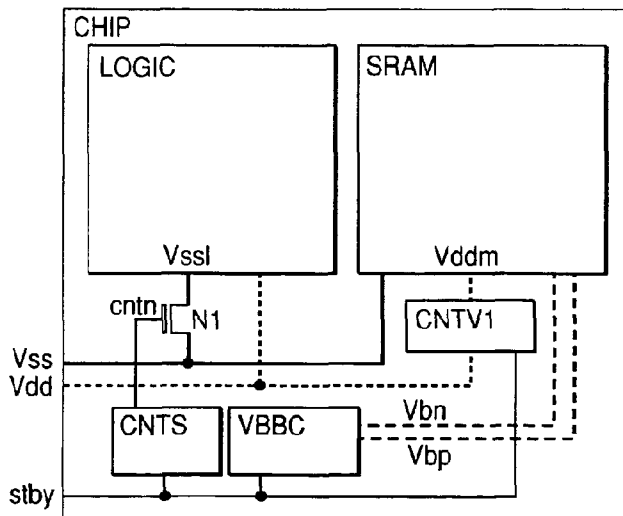 CHIP
LOGIC
SRAM
Vssl
Vddm
cntn
N1
CNTV1
Vss
Vdd
CNTS
VBBC
Vbn
Vbp
stby